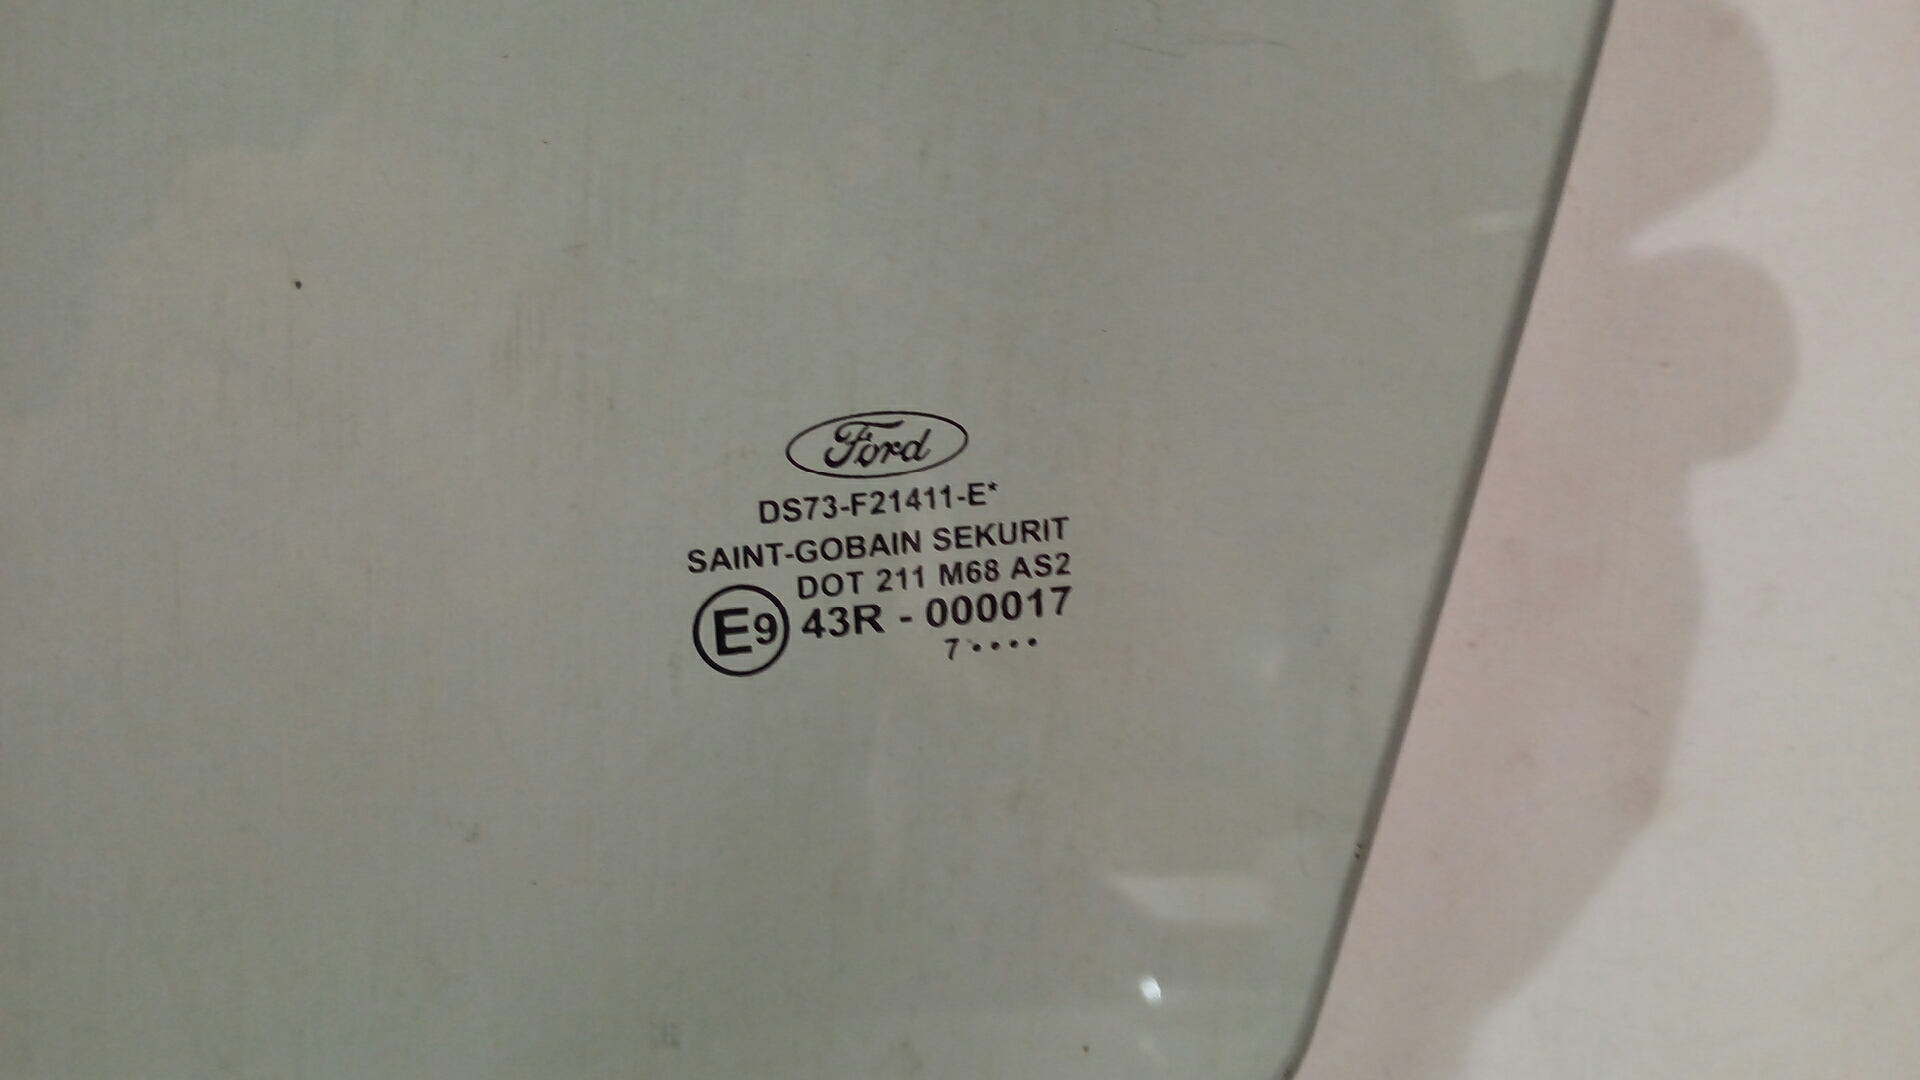 Ford
DS73-F21411-E*
SAINT-GOBAIN SEKURIT
DOT 211 M68 AS2
E9 43R - 000017
7 • • • •